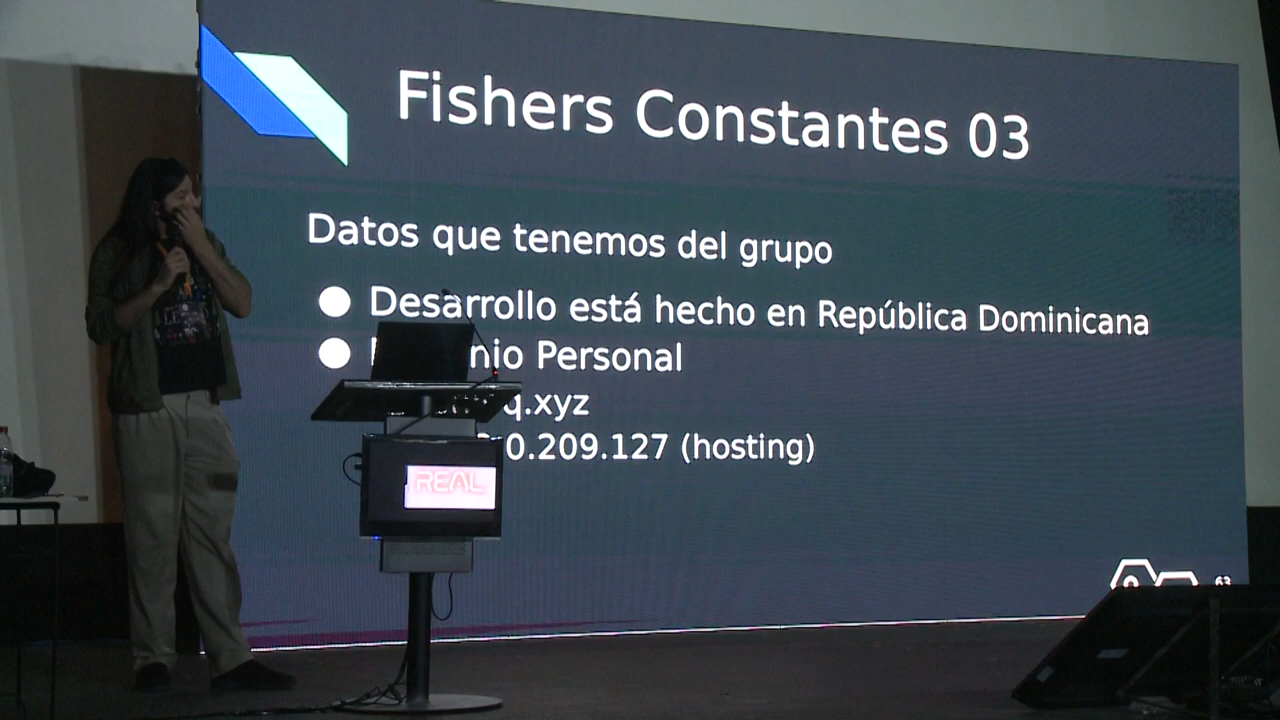 Fishers Constantes 03
Datos que tenemos del grupo
Desarrollo está hecho en República Dominicana
Personal
q.xyz
0.209.127 (hosting)
REAL
63